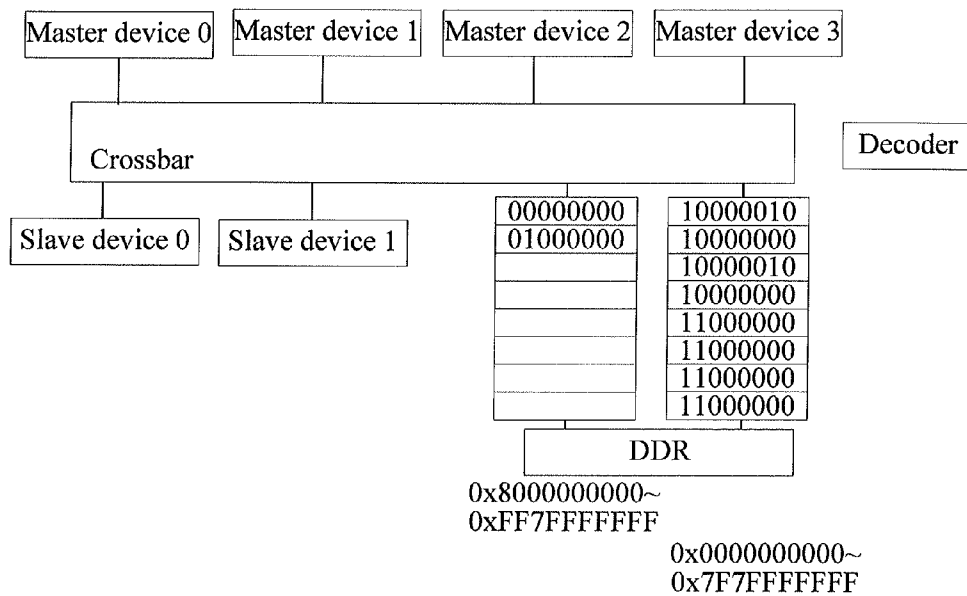 Master device 0
Master device 1
Master device 2
Master device 3
Crossbar
Decoder
Slave device 0
Slave device 1
00000000
01000000
10000010
10000000
10000010
10000000
11000000
11000000
11000000
11000000
DDR
0x8000000000~
0xFF7FFFFFFF
0x0000000000~
0x7F7FFFFFFF